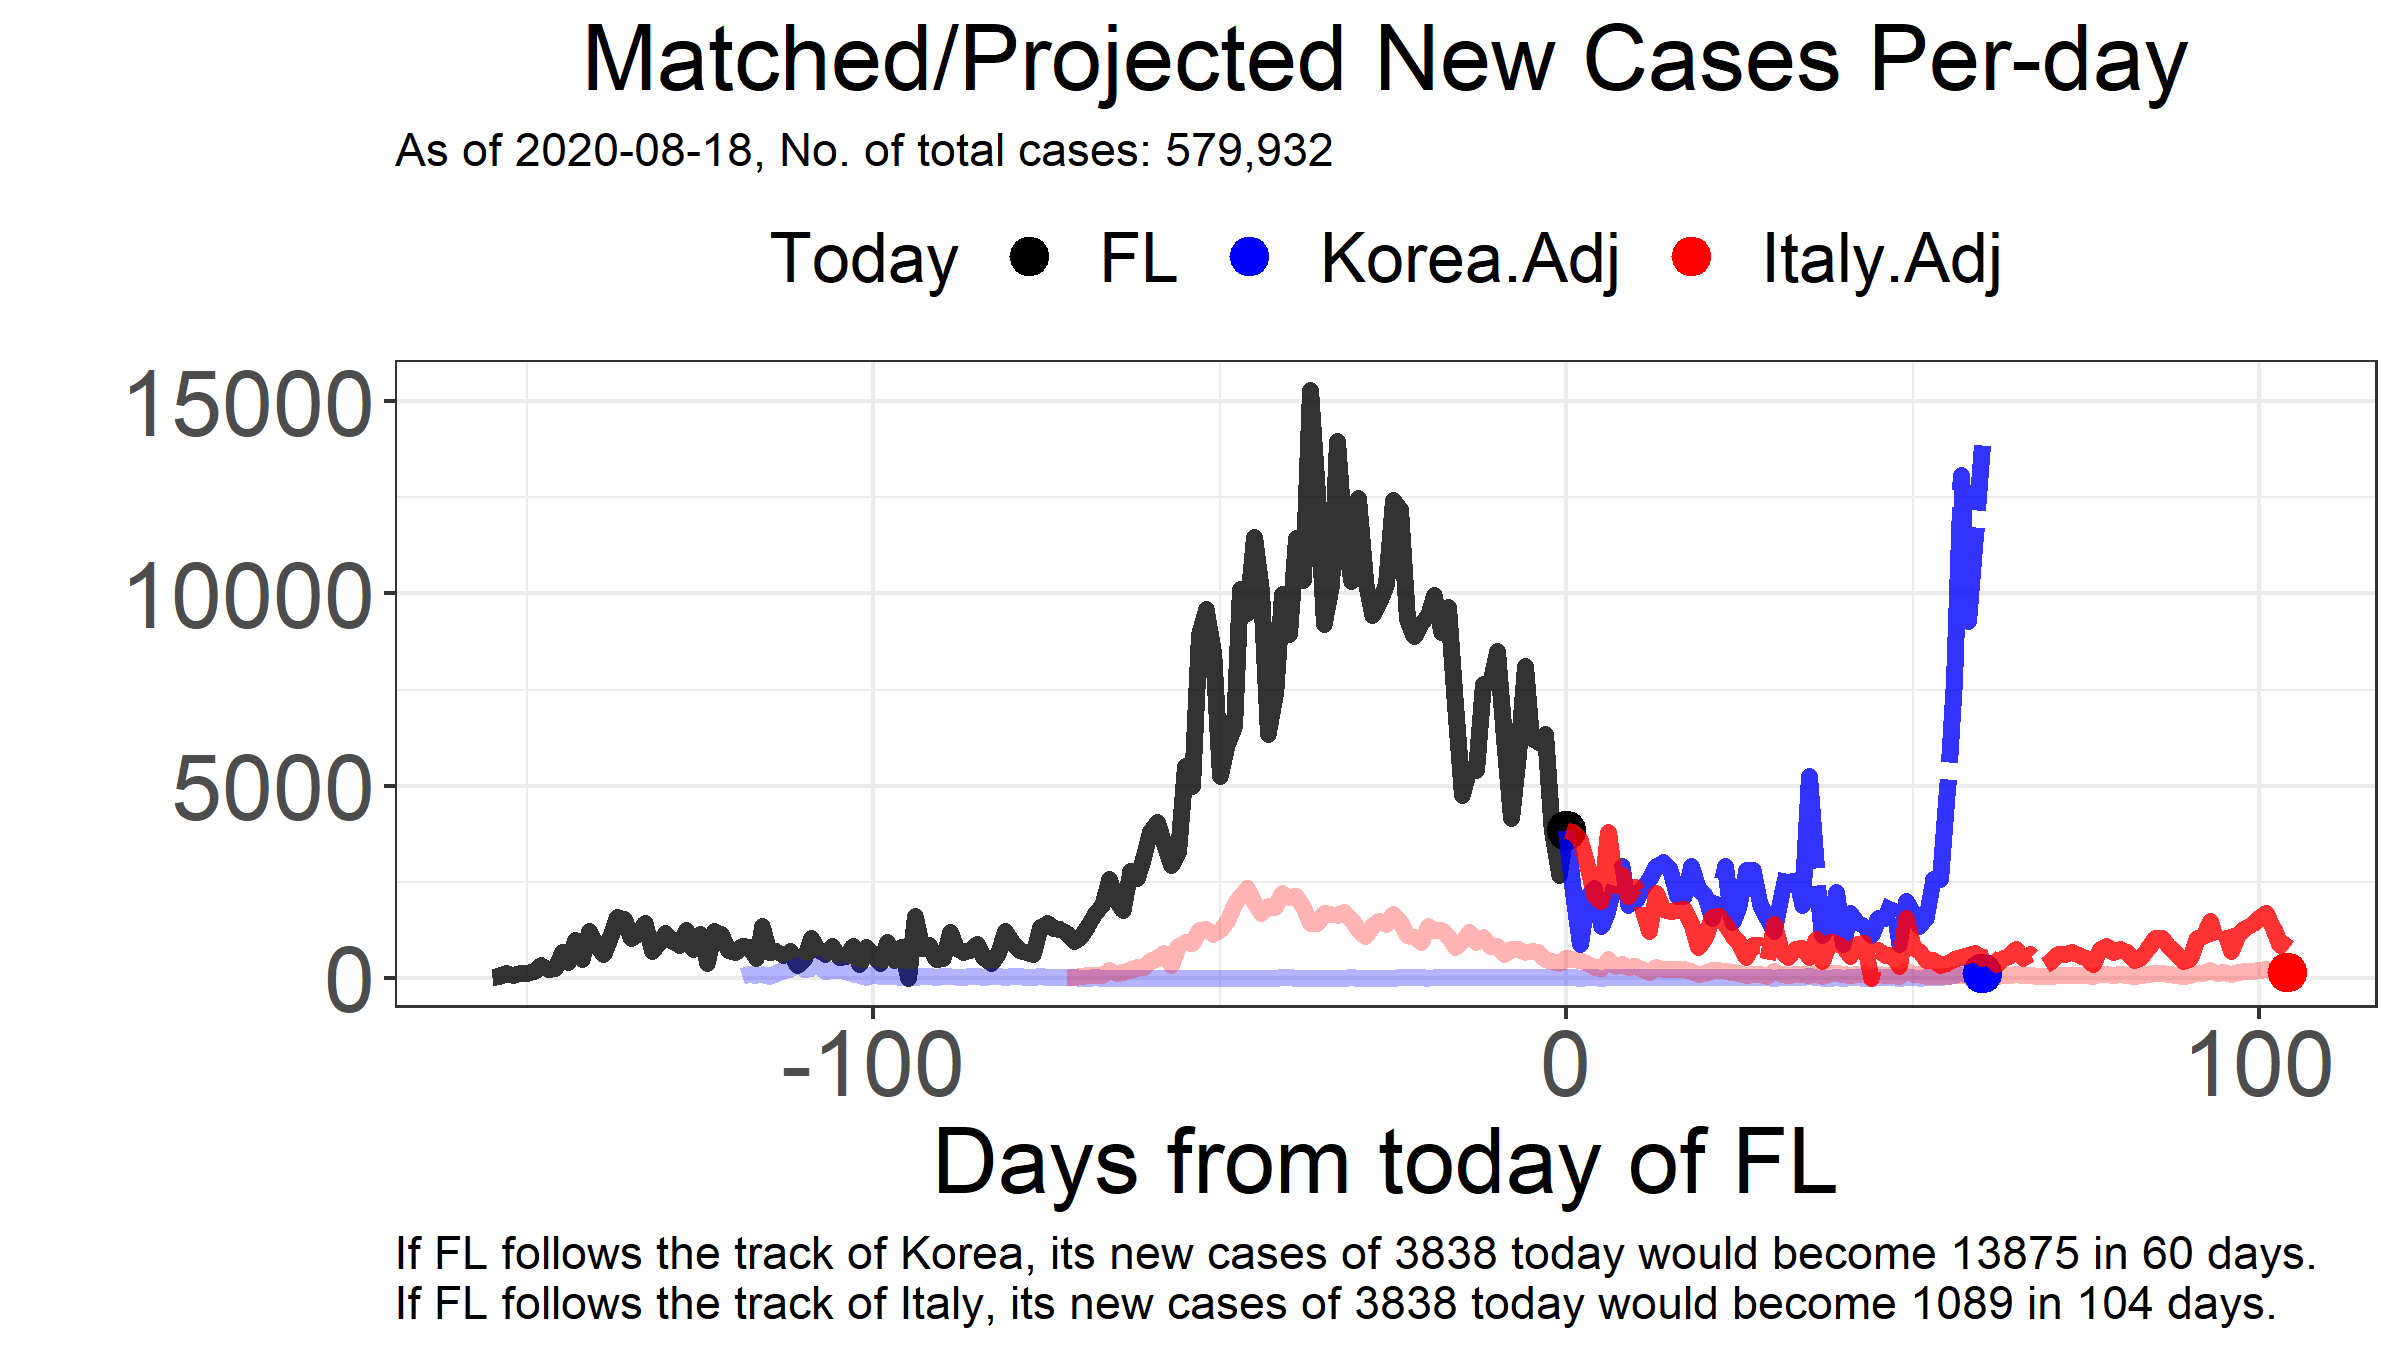 Matched/Projected New Cases Per-day
As of 2020-08-18, No. of total cases: 579,932
Today FL Korea.Adj Italy.Adj
15000
10000
5000
0
-100 0 100
Days from today of FL
If FL follows the track of Korea, its new cases of 3838 today would become 13875 in 60 days.
If FL follows the track of Italy, its new cases of 3838 today would become 1089 in 104 days.